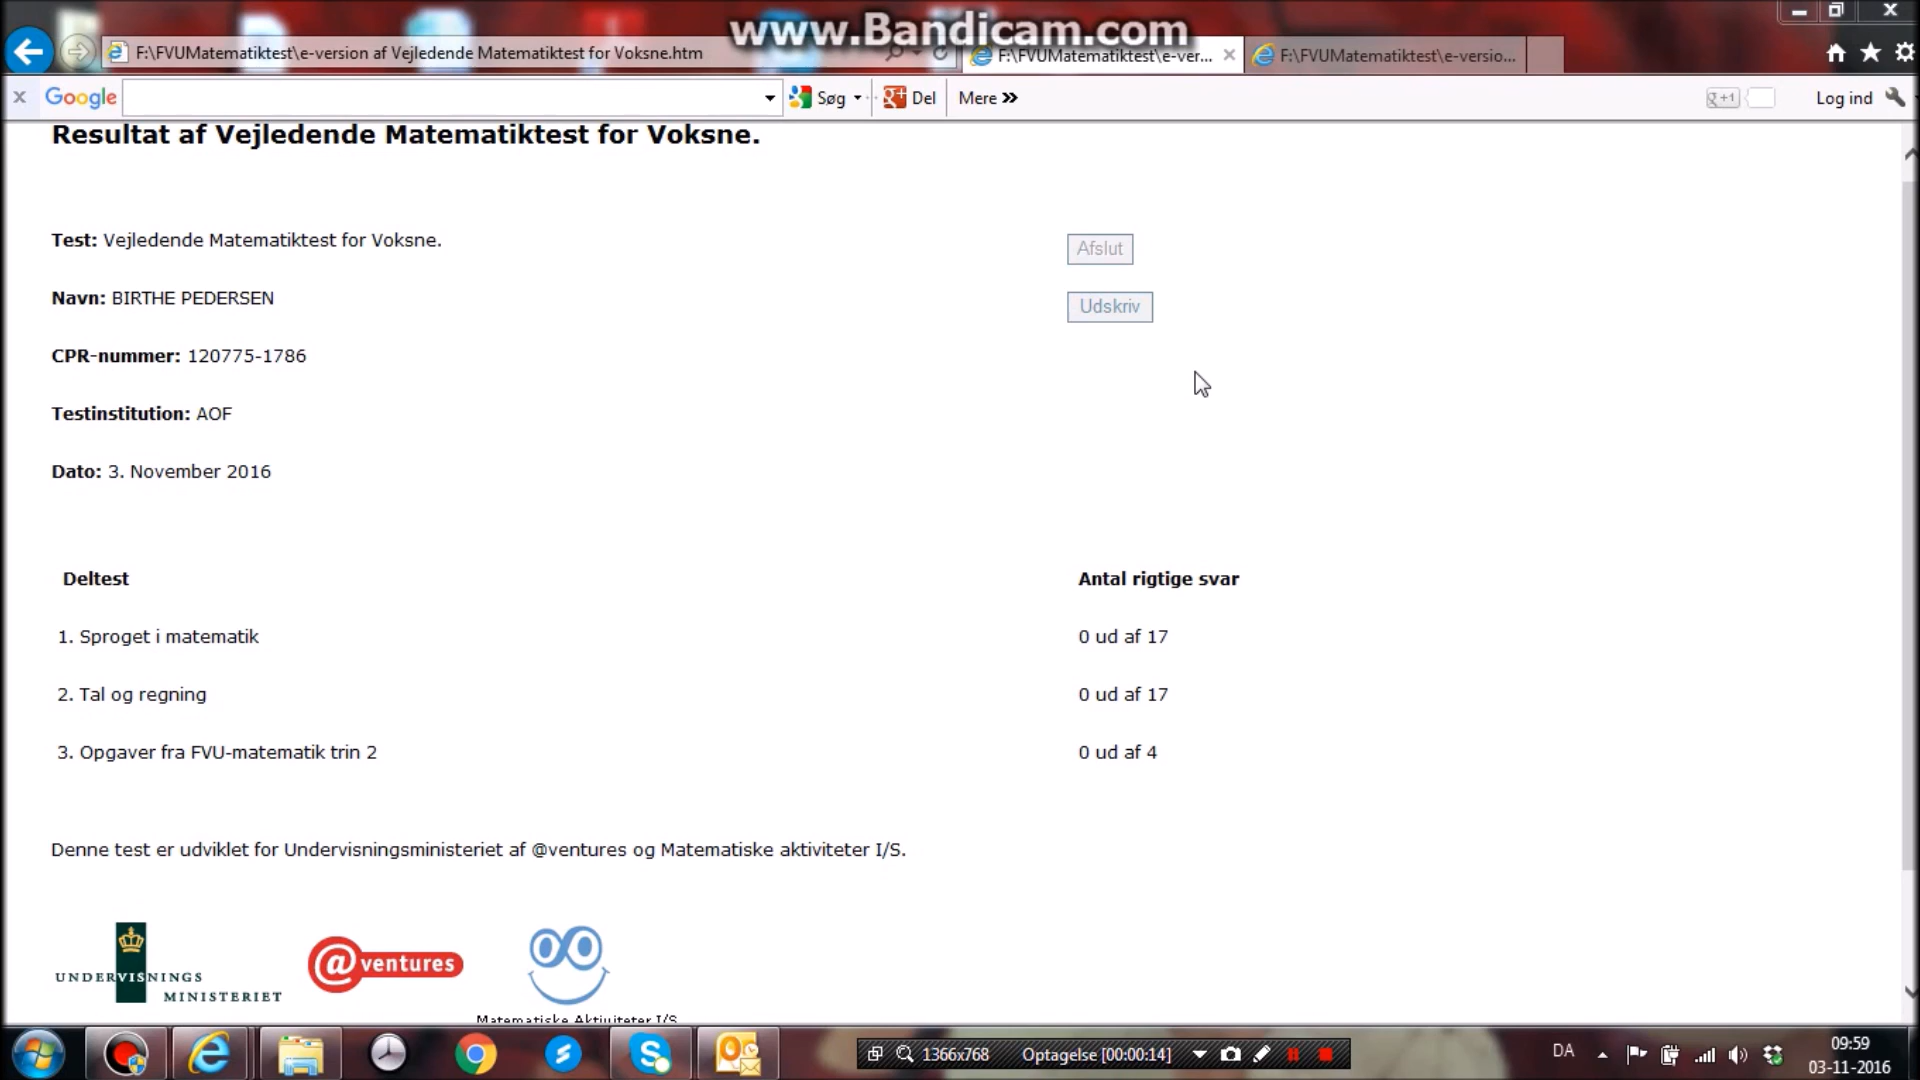 www.Bandicam.com
F:\FVUMatematiktest\e-version af Vejledende Matematiktest for Voksne.htm
F:\FVUMatematiktest\e-ver...
F:\FVUMatematiktest\e-versio...
Google
Søg
Del
Mere
+1
Log ind
Resultat af Vejledende Matematiktest for Voksne.
Test: Vejledende Matematiktest for Voksne.
Afslut
Navn: BIRTHE PEDERSEN
Udskriv
CPR-nummer: 120775-1786
Testinstitution: AOF
Dato: 3. November 2016
Deltest
Antal rigtige svar
1. Sproget i matematik
0 ud af 17
2. Tal og regning
0 ud af 17
3. Opgaver fra FVU-matematik trin 2
0 ud af 4
Denne test er udviklet for Undervisningsministeriet af @ventures og Matematiske aktiviteter I/S.
UNDERVISNINGS
MINISTERIET
@ventures
Matematiske Aktiviteter I/S
1366x768
Optagelse [00:00:14]
DA
09:59
03-11-2016